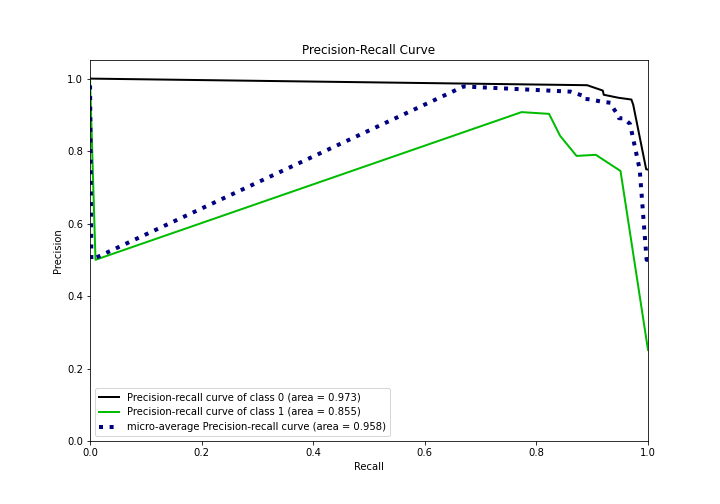 Precision-Recall Curve
1.0
0.8
0.6
0.4
0.2
0.0
Precision
Precision-recall curve of class 0 (area = 0.973)
Precision-recall curve of class 1 (area = 0.855)
micro-average Precision-recall curve (area = 0.958)
0.0 0.2 0.4 0.6 0.8 1.0
Recall